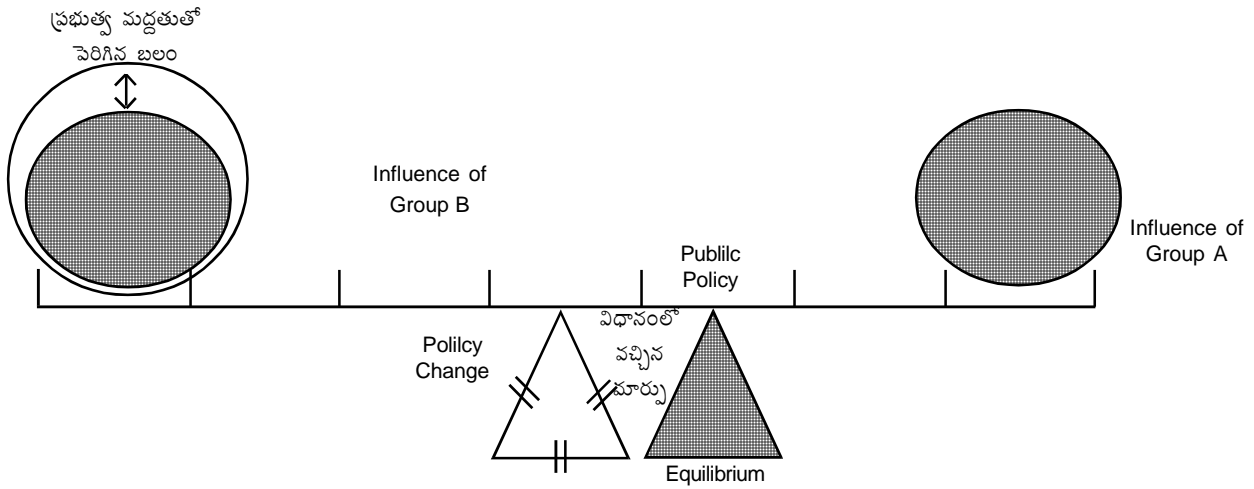 ప్రభుత్వ మద్దతుతో
పెరిగిన బలం
Influence of
Group B
Influence of
Group A
Publilc
Policy
విధానంలో
వచ్చిన
మార్పు
Polilcy
Change
Equilibrium